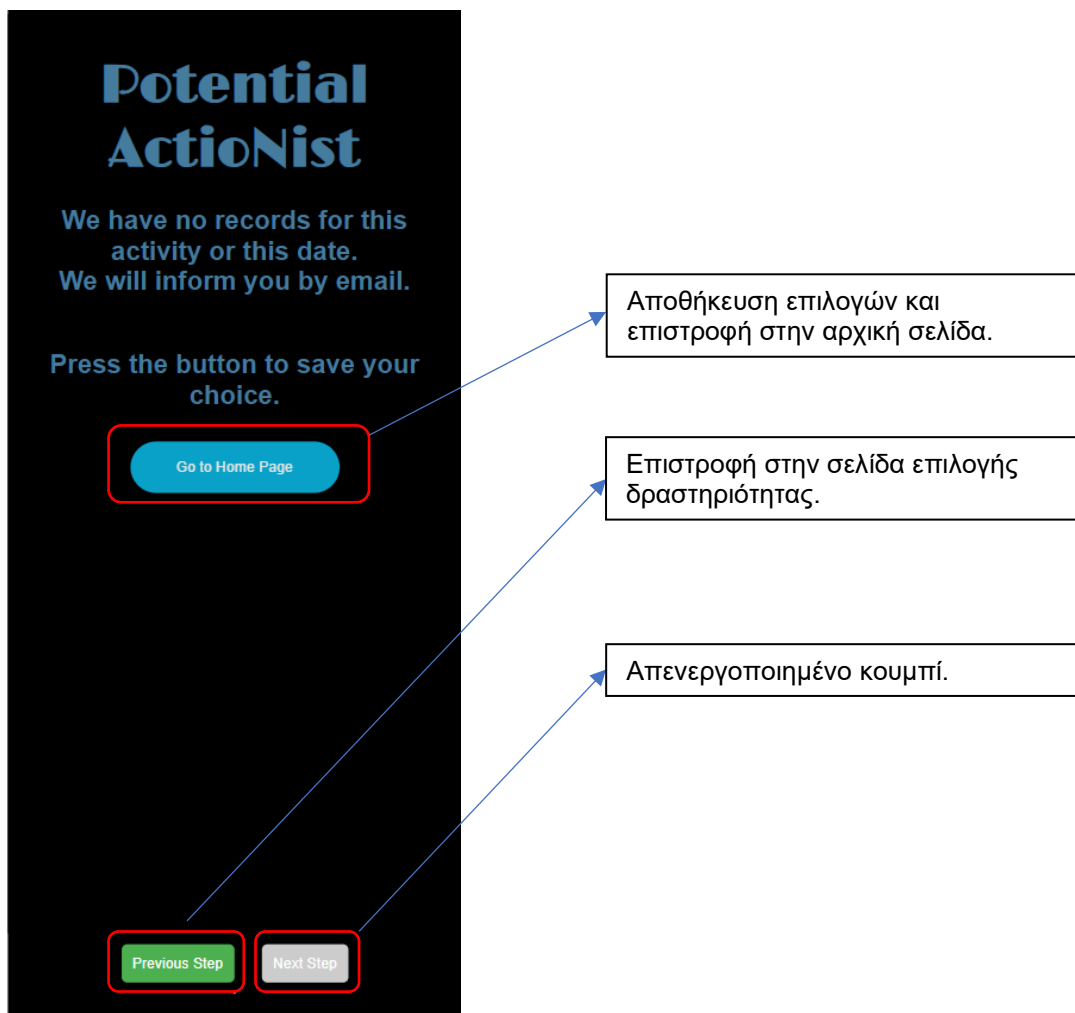 Potential
ActioNist
We have no records for this
activity or this date.
We will inform you by email.
Press the button to save your
choice.
Go to Home Page
Previous Step
Next Step
Αποθήκευση επιλογών και
επιστροφή στην αρχική σελίδα.
Επιστροφή στην σελίδα επιλογής
δραστηριότητας.
Απενεργοποιημένο κουμπί.